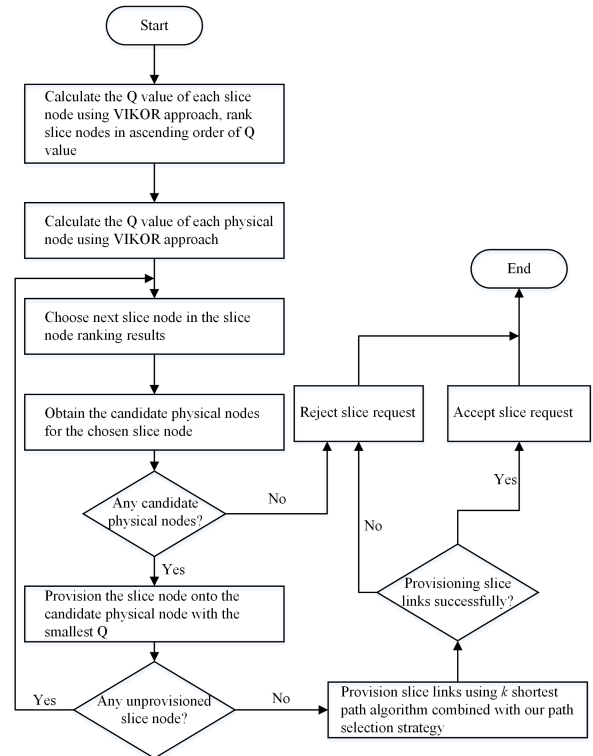 Start
Calculate the Q value of each slice
node using VIKOR approach, rank
slice nodes in ascending order of Q
value
Calculate the Q value of each physical
node using VIKOR approach
Choose next slice node in the slice
node ranking results
Obtain the candidate physical nodes
for the chosen slice node
Any candidate
physical nodes?
No
Yes
Provision the slice node onto the
candidate physical node with the
smallest Q
Any unprovisioned
slice node?
Yes
No
Provision slice links using k shortest
path algorithm combined with our path
selection strategy
Provisioning slice
links successfully?
No
Yes
Reject slice request
Accept slice request
End